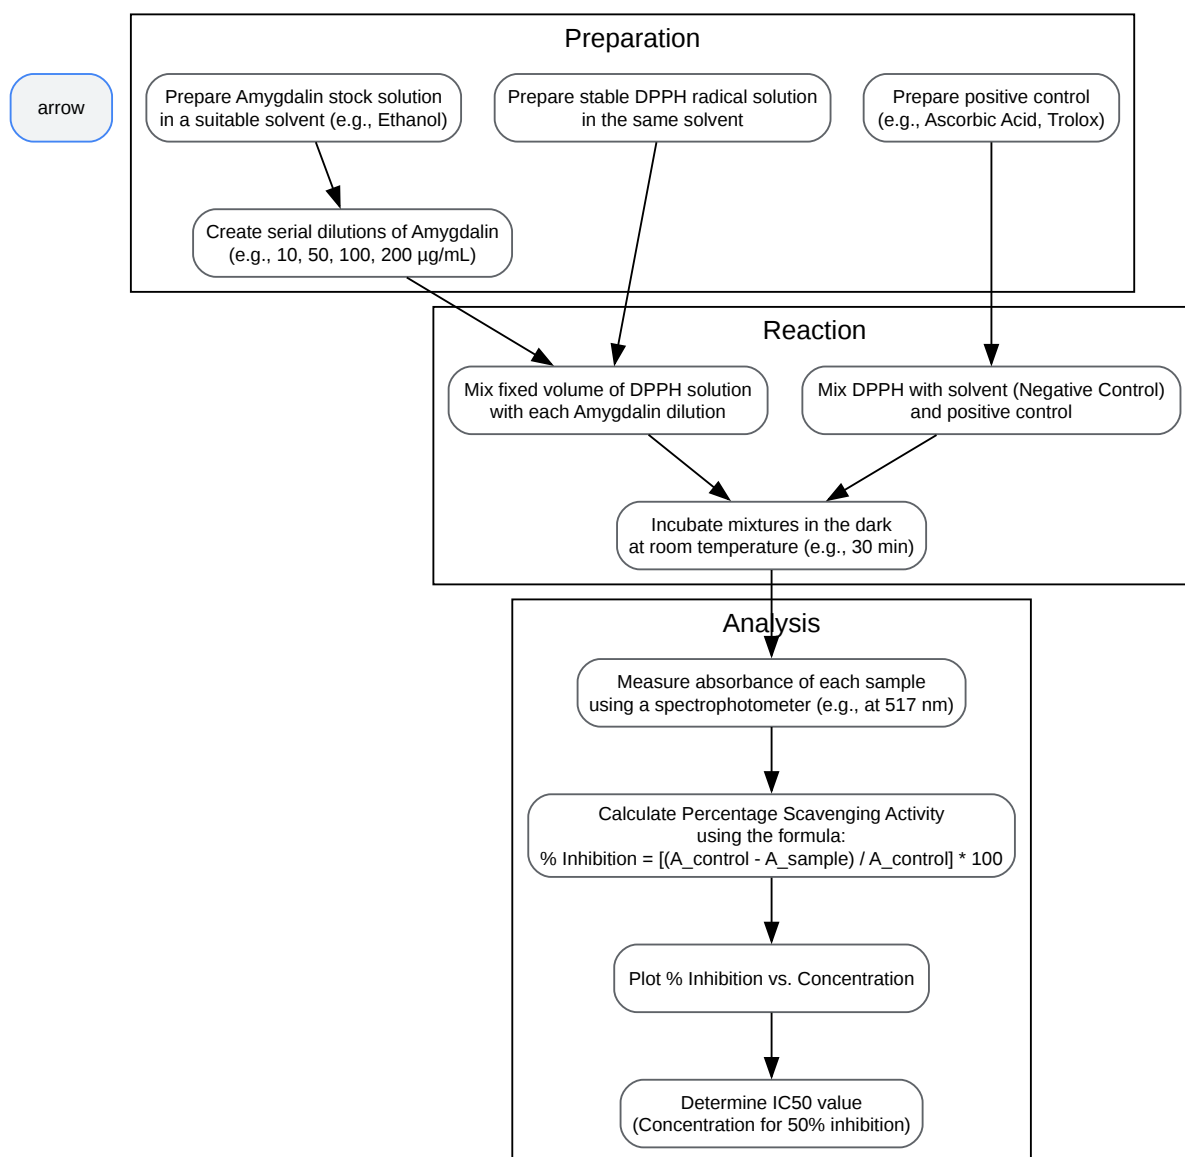 Preparation
arrow
Prepare Amygdalin stock solution
in a suitable solvent (e.g., Ethanol)
Prepare stable DPPH radical solution
in the same solvent
Prepare positive control
(e.g., Ascorbic Acid, Trolox)
Create serial dilutions of Amygdalin
(e.g., 10, 50, 100, 200 µg/mL)
Reaction
Mix fixed volume of DPPH solution
with each Amygdalin dilution
Mix DPPH with solvent (Negative Control)
and positive control
Incubate mixtures in the dark
at room temperature (e.g., 30 min)
Analysis
Measure absorbance of each sample
using a spectrophotometer (e.g., at 517 nm)
Calculate Percentage Scavenging Activity
using the formula:
% Inhibition = [(A_control - A_sample) / A_control] * 100
Plot % Inhibition vs. Concentration
Determine IC50 value
(Concentration for 50% inhibition)